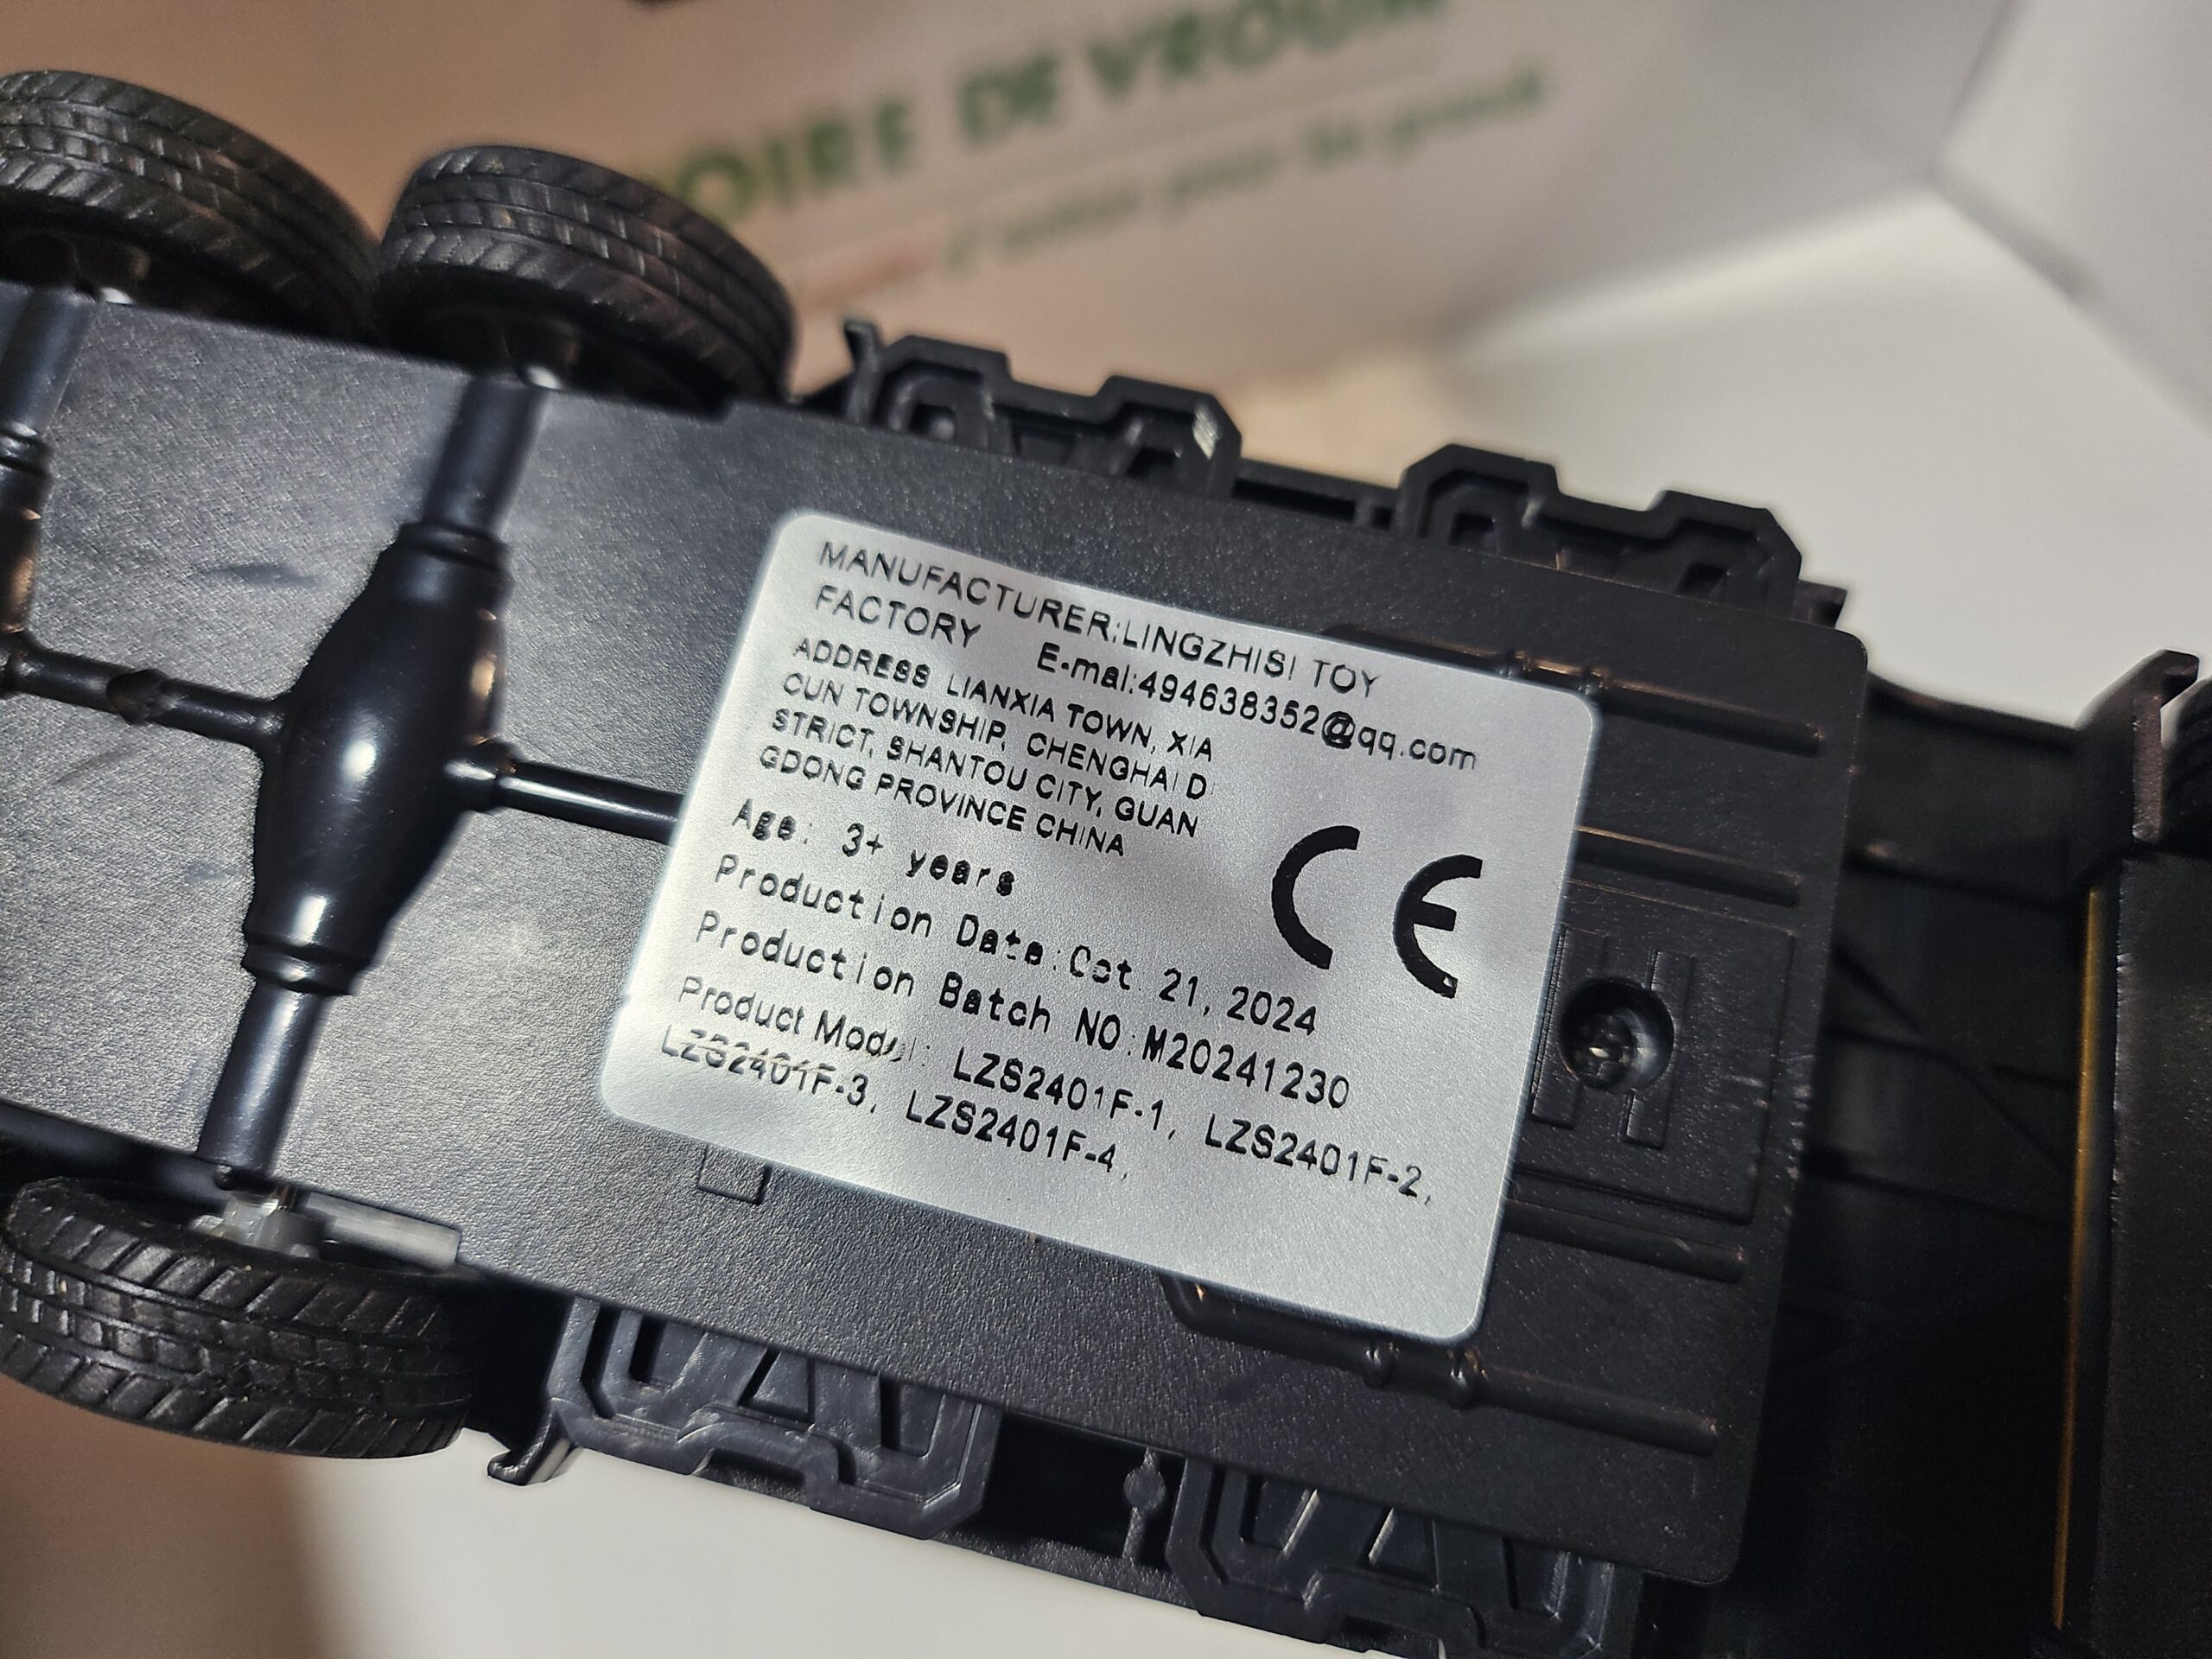 DE VROUM
MANUFACTURER:LINGZHISI TOY
FACTORY E-mal:494638352@qq.com
ADDRESS LIANXIA TOWN, XIA
CUN TOWNSHIP, CHENGHAI D
STRICT, SHANTOU CITY, GUAN
GDONG PROVINCE CHINA
CE
Age: 3+ years
Production Date:Oct 21, 2024
Production Batch NO:M20241230
Product Model: LZS2401F-1, LZS2401F-2,
LZS2401F-3, LZS2401F-4,